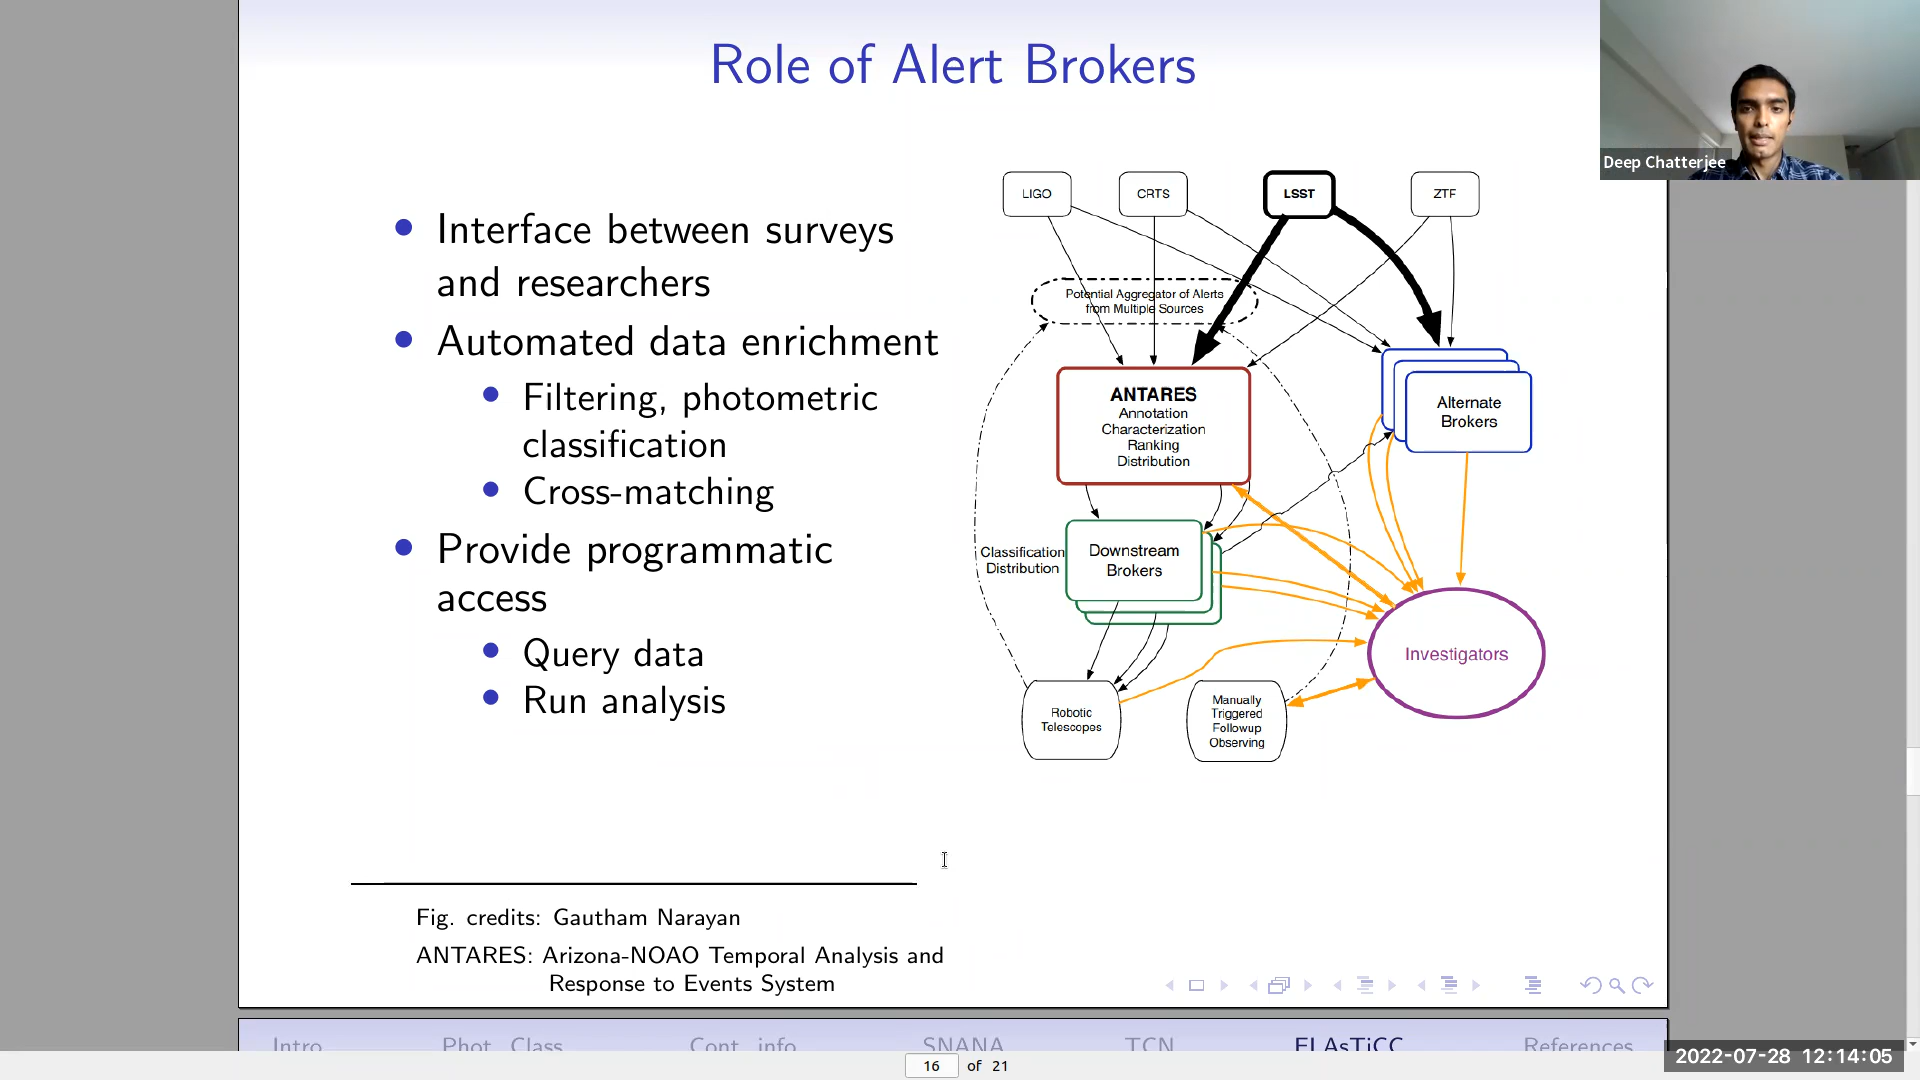 Role of Alert Brokers
Deep Chatterjee
Interface between surveys
and researchers
Automated data enrichment
Filtering, photometric
classification
Cross-matching
Provide programmatic
access
Query data
Run analysis
LIGO
CRTS
LSST
ZTF
Potential Aggregator of Alerts
from Multiple Sources
ANTARES
Annotation
Characterization
Ranking
Distribution
Alternate
Brokers
Classification
Distribution
Downstream
Brokers
Investigators
Robotic
Telescopes
Manually
Triggered
Followup
Observing
Fig. credits: Gautham Narayan
ANTARES: Arizona-NOAO Temporal Analysis and
Response to Events System
Intro Phot. Class. Cont. info SNANA TCN ELAsTiCC References
16 of 21
2022-07-28 12:14:05